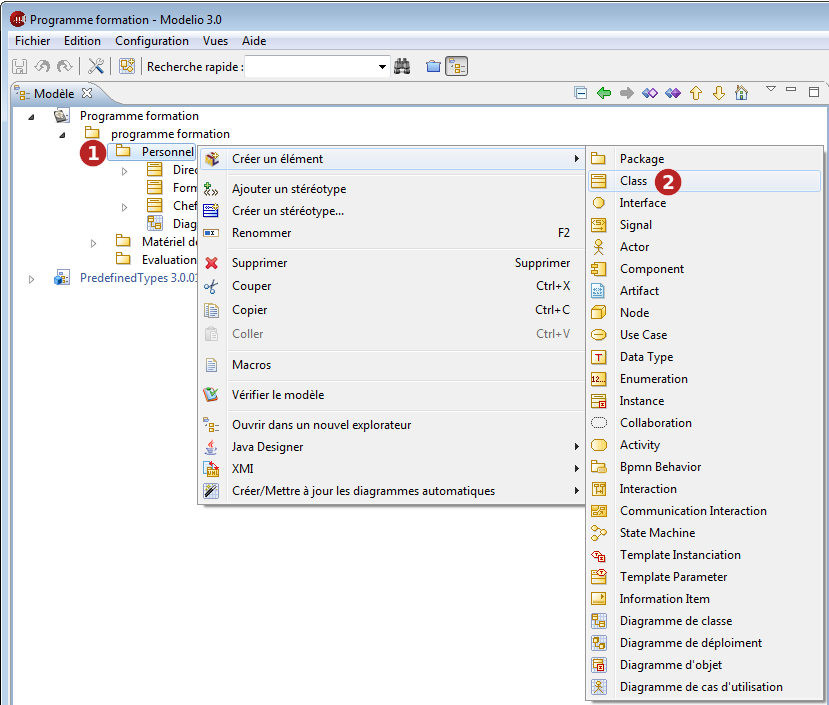 Programme formation - Modelio 3.0
Fichier Edition Configuration Vues Aide
Recherche rapide :
Modèle
Programme formation
programme formation
1 Personnel
Direc
Form
Chef
Diag
Matériel de
Evaluation
PredefinedTypes 3.0.01
Créer un élément
Ajouter un stéréotype
Créer un stéréotype...
Renommer F2
Supprimer Supprimer
Couper Ctrl+X
Copier Ctrl+C
Coller Ctrl+V
Macros
Vérifier le modèle
Ouvrir dans un nouvel explorateur
Java Designer
XMI
Créer/Mettre à jour les diagrammes automatiques
Package
Class 2
Interface
Signal
Actor
Component
Artifact
Node
Use Case
Data Type
Enumeration
Instance
Collaboration
Activity
Bpmn Behavior
Interaction
Communication Interaction
State Machine
Template Instanciation
Template Parameter
Information Item
Diagramme de classe
Diagramme de déploiment
Diagramme d'objet
Diagramme de cas d'utilisation